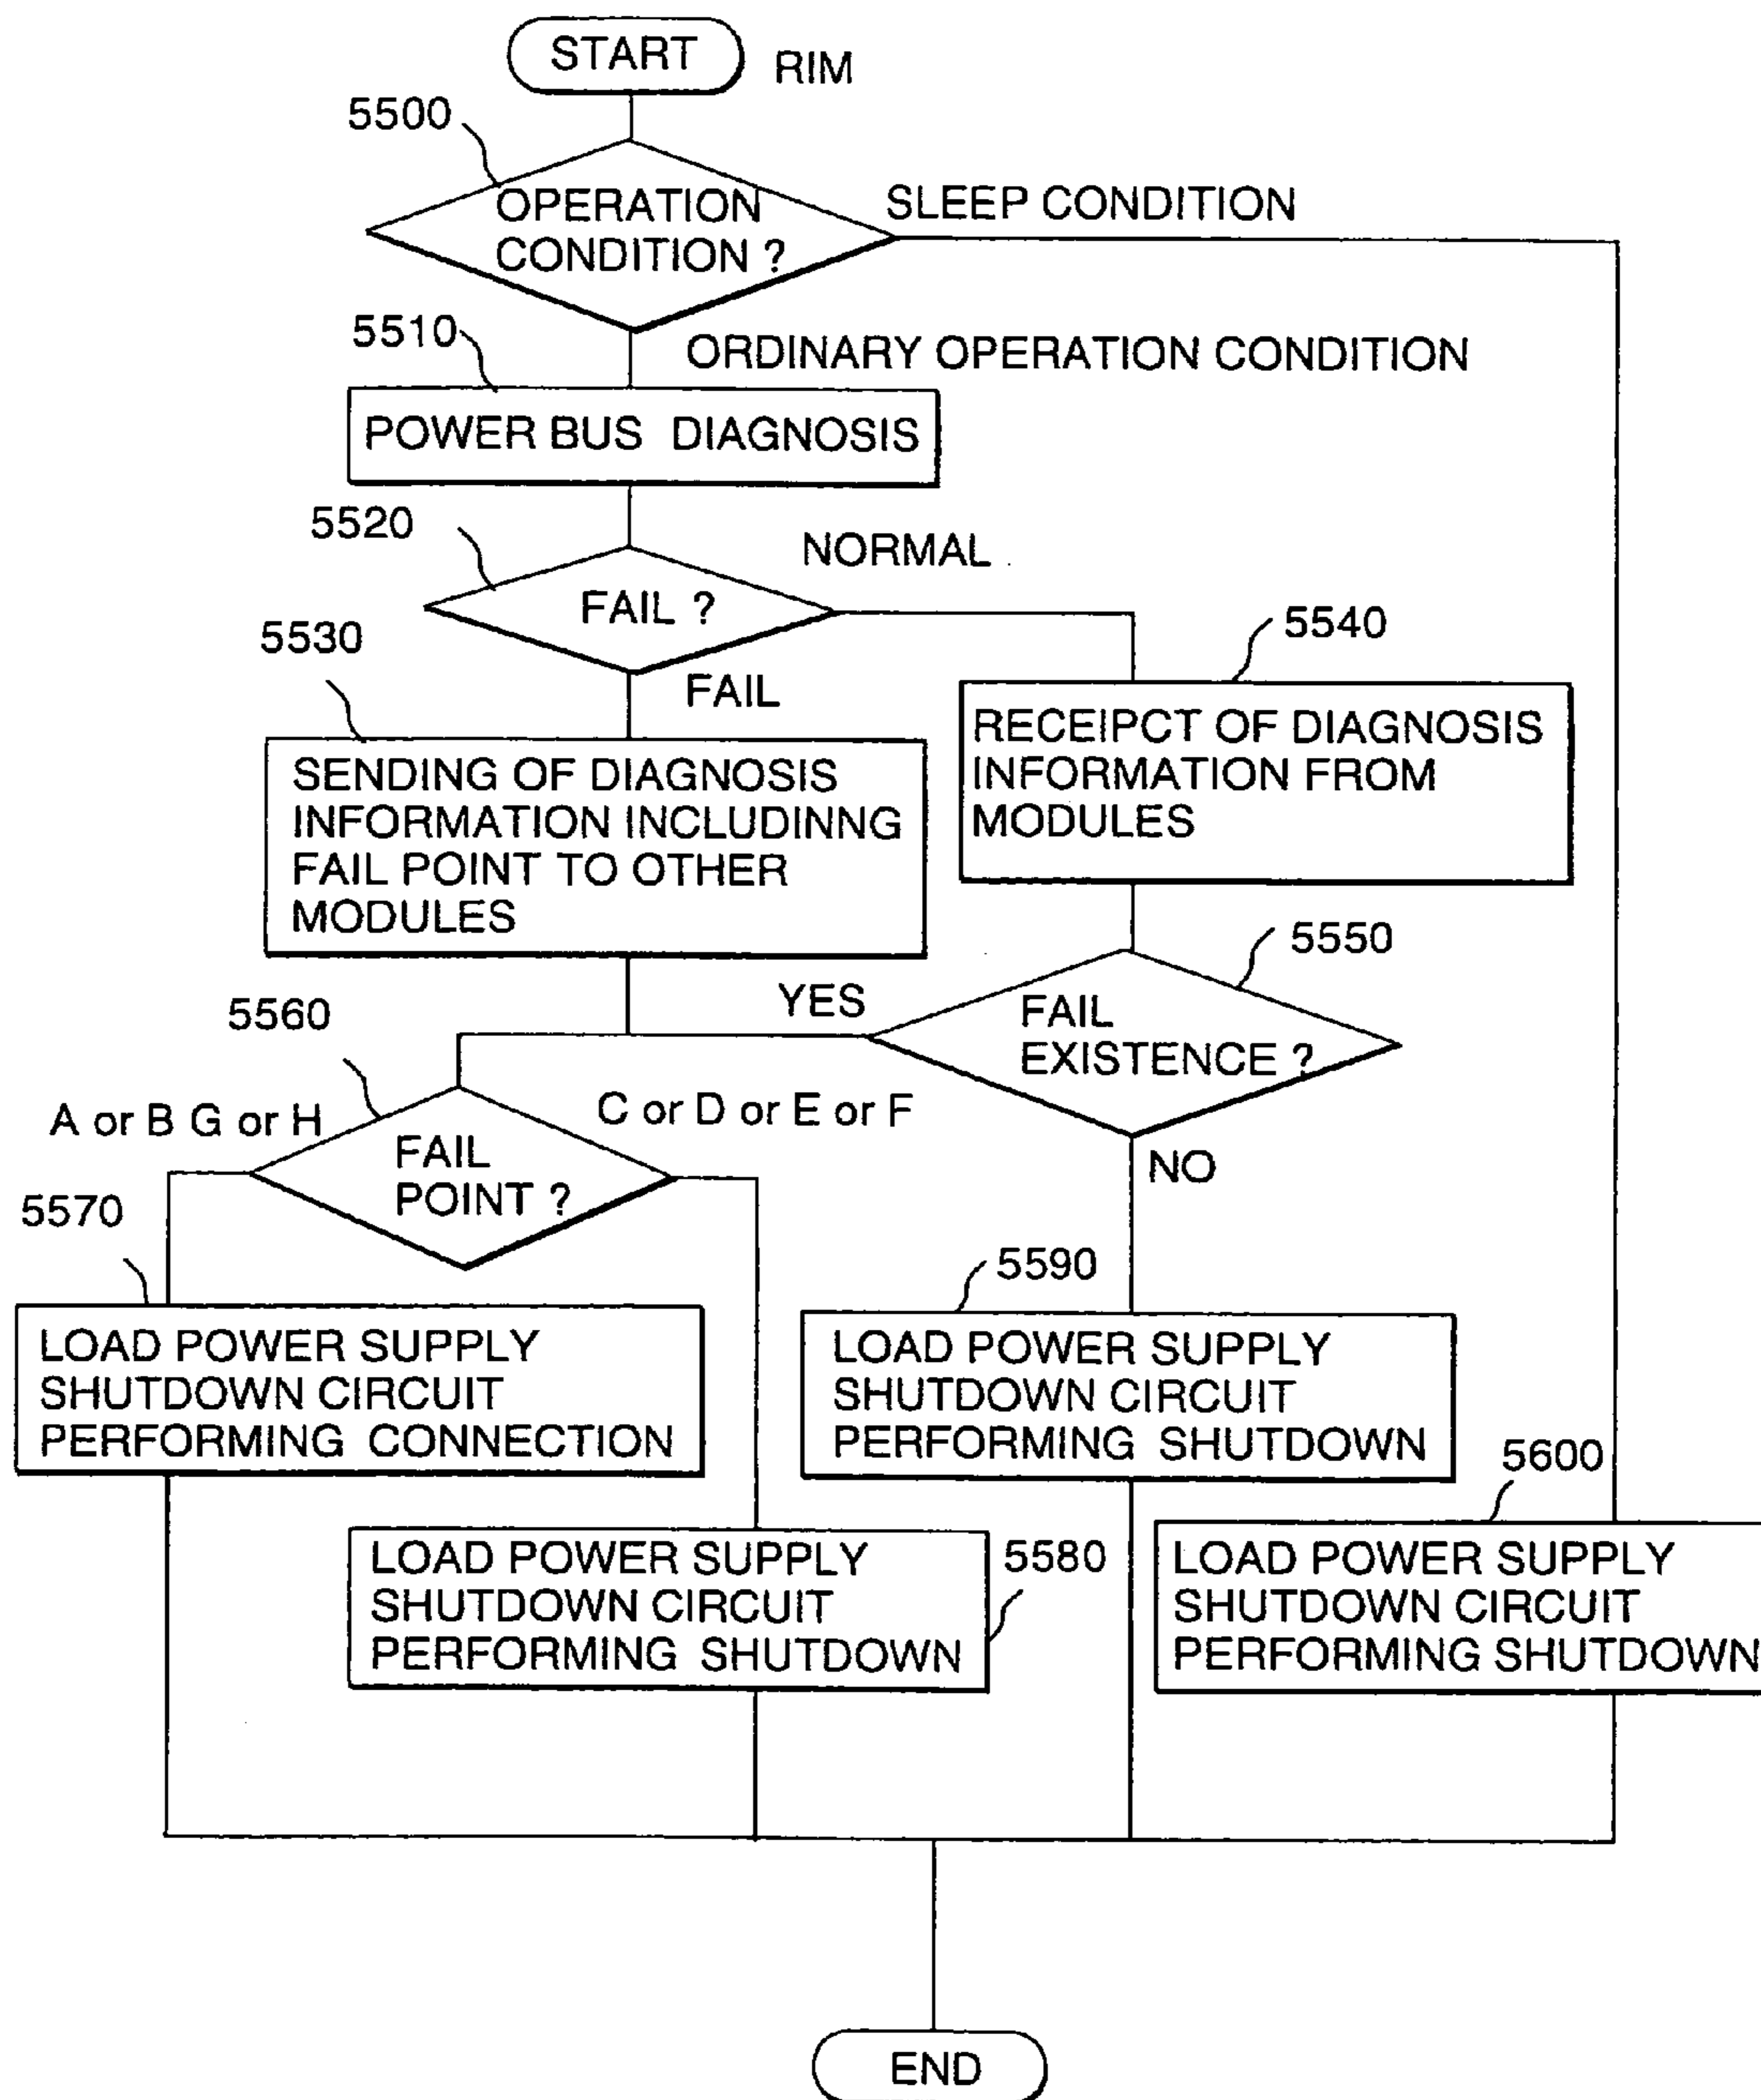 START
RIM
5500
OPERATION
CONDITION ?
SLEEP CONDITION
5510
ORDINARY OPERATION CONDITION
POWER BUS DIAGNOSIS
5520
NORMAL
FAIL ?
5530
FAIL
5540
SENDING OF DIAGNOSIS
INFORMATION INCLUDINNG
FAIL POINT TO OTHER
MODULES
RECEIPCT OF DIAGNOSIS
INFORMATION FROM
MODULES
5550
YES
FAIL
EXISTENCE ?
NO
5560
A or B G or H
C or D or E or F
FAIL
POINT ?
5570
LOAD POWER SUPPLY
SHUTDOWN CIRCUIT
PERFORMING CONNECTION
5590
LOAD POWER SUPPLY
SHUTDOWN CIRCUIT
PERFORMING SHUTDOWN
5580
LOAD POWER SUPPLY
SHUTDOWN CIRCUIT
PERFORMING SHUTDOWN
5600
LOAD POWER SUPPLY
SHUTDOWN CIRCUIT
PERFORMING SHUTDOWN
END